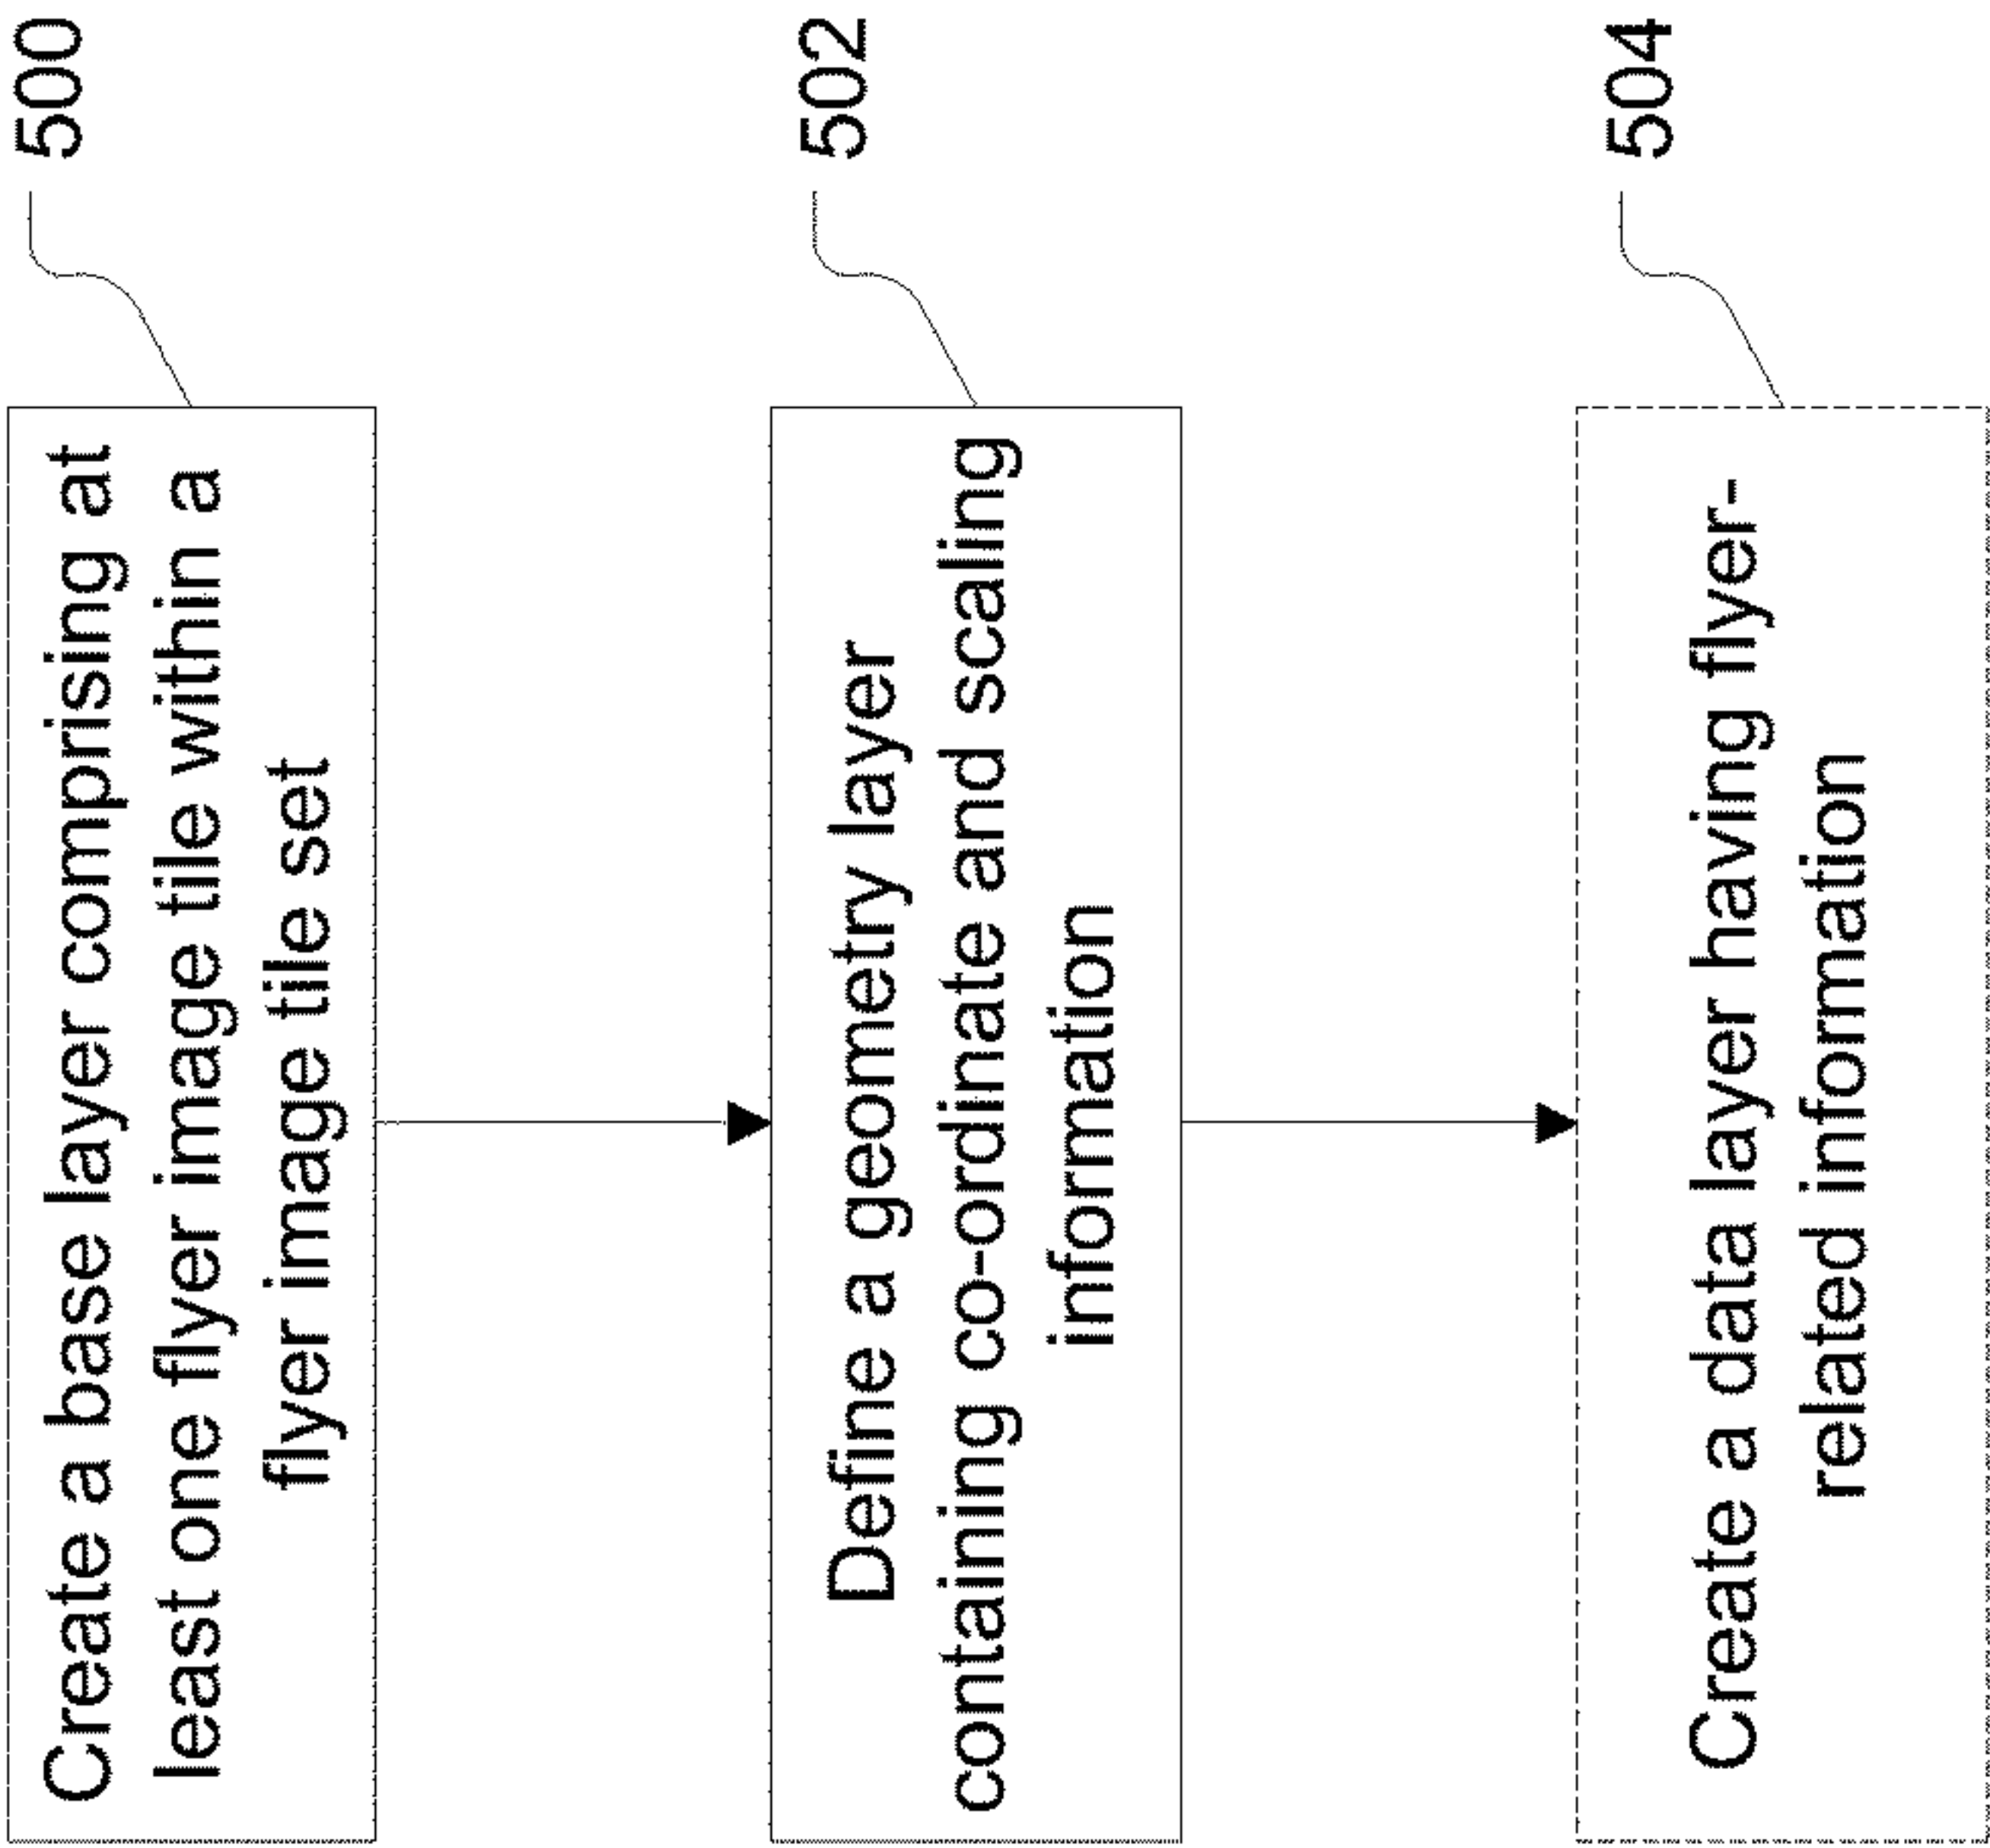 500
Create a base layer comprising at
least one flyer image tile within a
flyer image tile set
502
Define a geometry layer
containing co-ordinate and scaling
information
504
Create a data layer having flyer-
related information